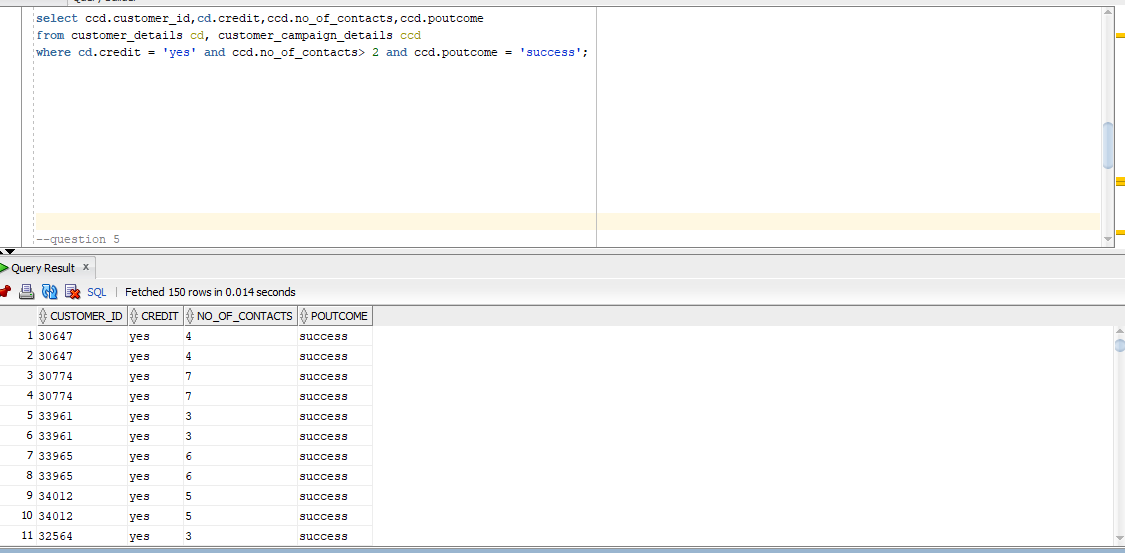 select ccd.customer_id,cd.credit,ccd.no_of_contacts,ccd.poutcome
from customer_details cd, customer_campaign_details ccd
where cd.credit = 'yes' and ccd.no_of_contacts> 2 and ccd.poutcome = 'success';
--question 5
Query Result x
SQL | Fetched 150 rows in 0.014 seconds
CUSTOMER_ID CREDIT NO_OF_CONTACTS POUTCOME
1 30647 yes 4 success
2 30647 yes 4 success
3 30774 yes 7 success
4 30774 yes 7 success
5 33961 yes 3 success
6 33961 yes 3 success
7 33965 yes 6 success
8 33965 yes 6 success
9 34012 yes 5 success
10 34012 yes 5 success
11 32564 yes 3 success